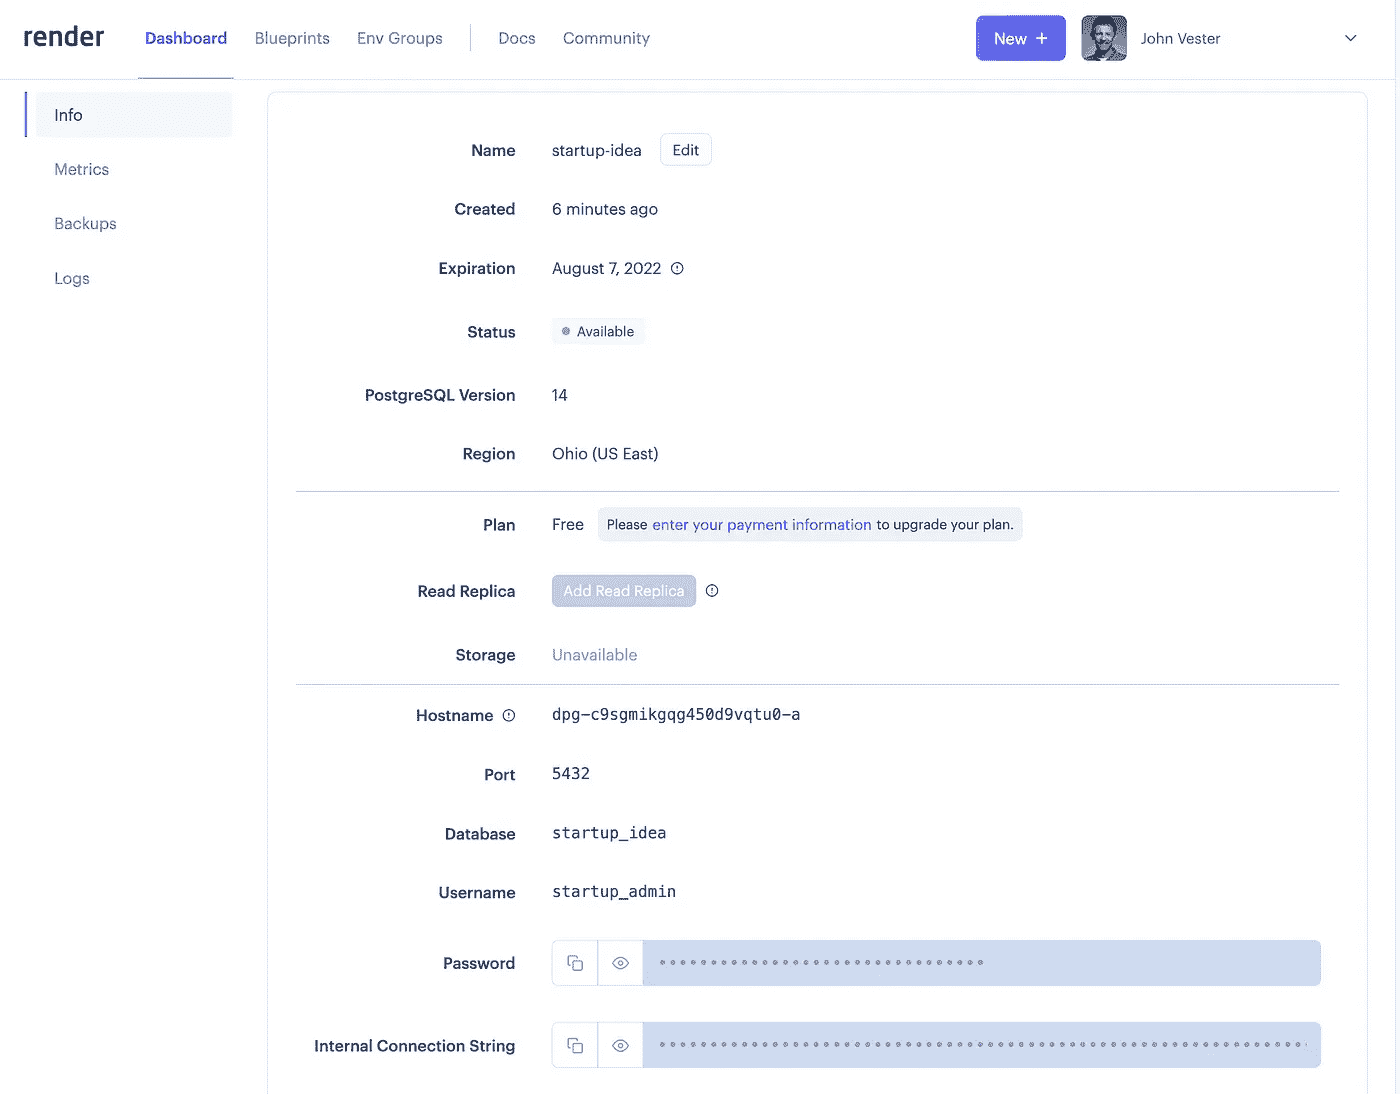 render Dashboard Blueprints Env Groups Docs Community New + John Vester
Info
Metrics
Backups
Logs
Name startup-idea Edit
Created 6 minutes ago
Expiration August 7, 2022
Status Available
PostgreSQL Version 14
Region Ohio (US East)
Plan Free Please enter your payment information to upgrade your plan.
Read Replica Add Read Replica
Storage Unavailable
Hostname dpg-c9sgmikgqg450d9vqtu0-a
Port 5432
Database startup_idea
Username startup_admin
Password
Internal Connection String